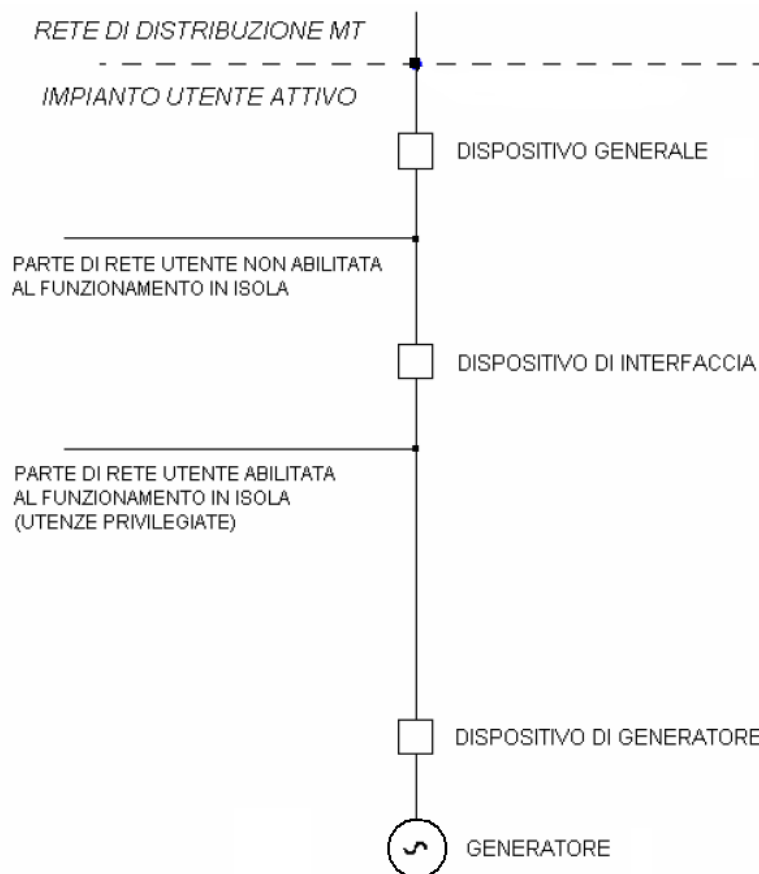 RETE DI DISTRIBUZIONE MT
IMPIANTO UTENTE ATTIVO
DISPOSITIVO GENERALE
PARTE DI RETE UTENTE NON ABILITATA
AL FUNZIONAMENTO IN ISOLA
DISPOSITIVO DI INTERFACCIA
PARTE DI RETE UTENTE ABILITATA
AL FUNZIONAMENTO IN ISOLA
(UTENZE PRIVILEGIATE)
DISPOSITIVO DI GENERATORE
GENERATORE